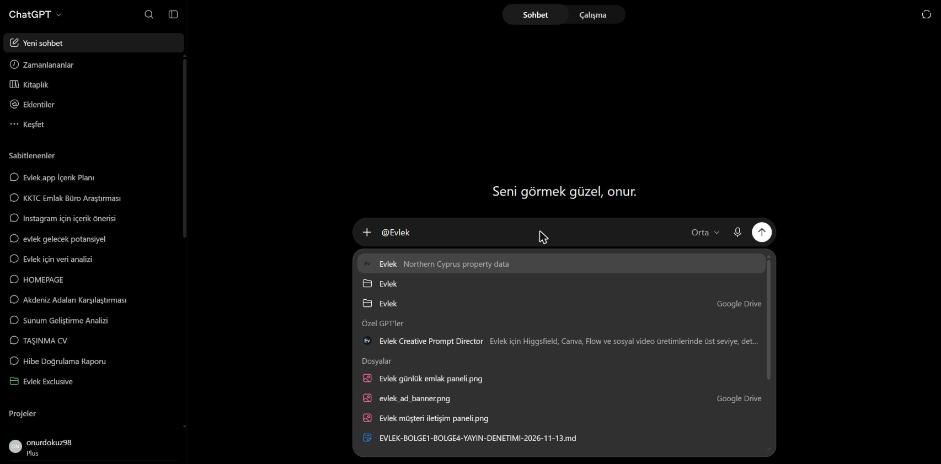 ChatGPT
Sohbet
Çalışma
Yeni sohbet
Zamanlananlar
Kitaplık
Eklentiler
Keşfet
Sabitlenenler
Evlek.app İçerik Planı
KKTC Emlak Büro Araştırması
Instagram için içerik önerisi
evlek gelecek potansiyel
Evlek için veri analizi
HOMEPAGE
Akdeniz Adaları Karşılaştırması
Sunum Geliştirme Analizi
TAŞINMA CV
Hibe Doğrulama Raporu
Evlek Exclusive
Projeler
onurdokuz98
Plus
Seni görmek güzel, onur.
@Evlek
Orta
Evlek Northern Cyprus property data
Evlek
Evlek Google Drive
Özel GPT'ler
Ev Evlek Creative Prompt Director Evlek için Higgsfield, Canva, Flow ve sosyal video üretimlerinde üst seviye, det...
Dosyalar
Evlek günlük emlak paneli.png
evlek_ad_banner.png Google Drive
Evlek müşteri iletişim paneli.png
EVLEK-BOLGE1-BOLGE4-YAYIN-DENETIMI-2026-11-13.md